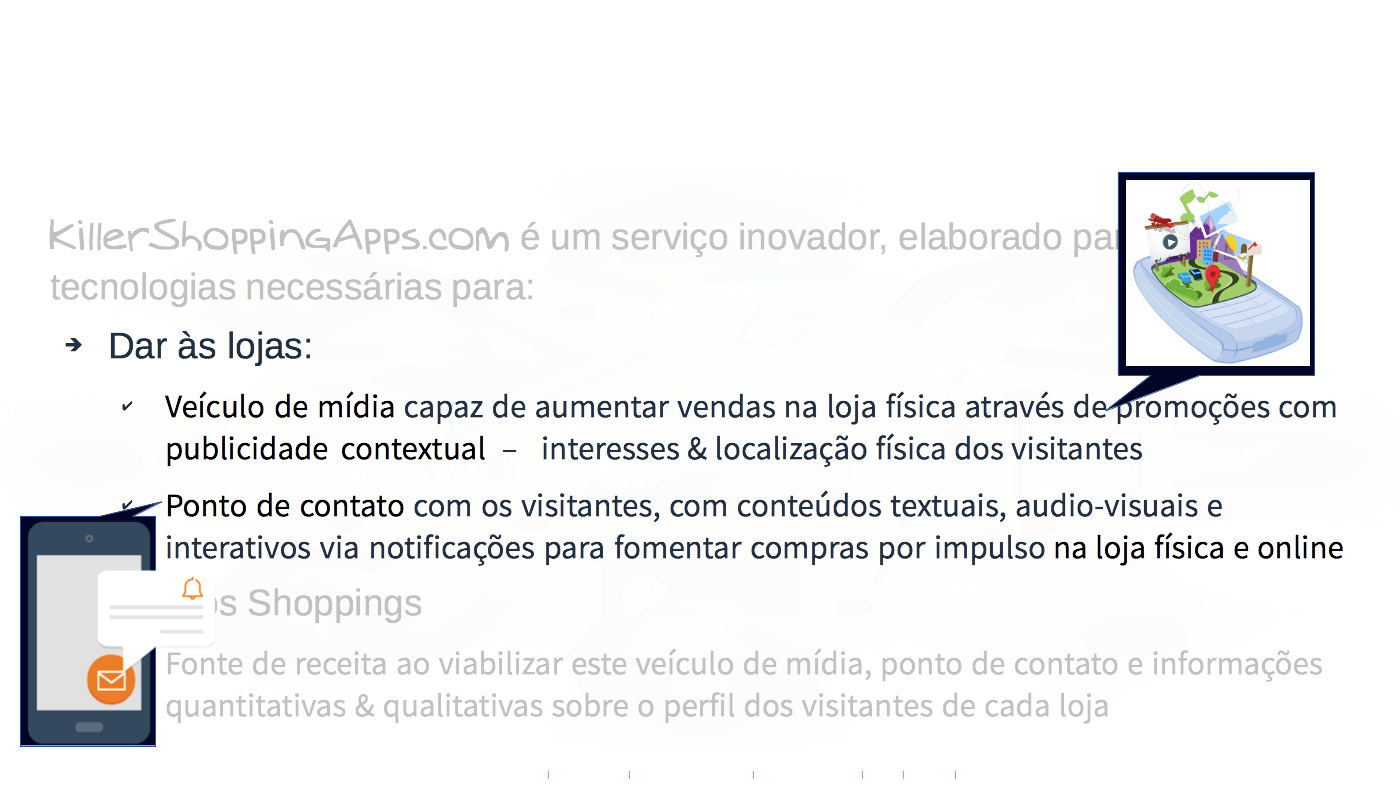 KillerShoppingApps.com é um serviço inovador, elaborado
tecnologias necessárias para:
➔ Dar às lojas:
✔ Veículo de mídia capaz de aumentar vendas na loja física através de promoções com
publicidade contextual – interesses & localização física dos visitantes
✔ Ponto de contato com os visitantes, com conteúdos textuais, audio-visuais e
interativos via notificações para fomentar compras por impulso na loja física e online
Shoppings
Fonte de receita ao viabilizar este veículo de mídia, ponto de contato e informações
quantitativas & qualitativas sobre o perfil dos visitantes de cada loja